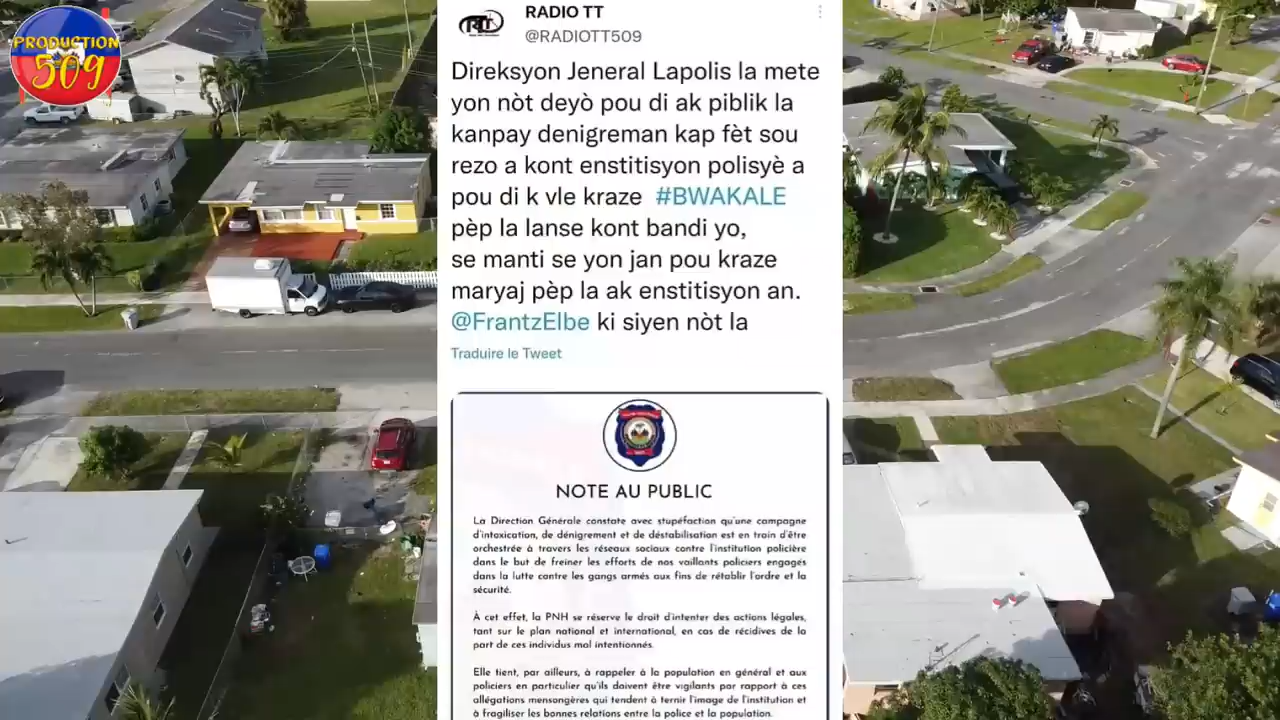 PRODUCTION
509
RTT
RADIO TT
@RADIOTT509
Direksyon Jeneral Lapolis la mete
yon nòt deyò pou di ak piblik la
kanpay denigreman kap fèt sou
rezo a kont enstitisyon polisyè a
pou di k vle kraze #BWAKALE
pèp la lanse kont bandi yo,
se manti se yon jan pou kraze
maryaj pèp la ak enstitisyon an.
@FrantzElbe ki siyen nòt la
Traduire le Tweet
NOTE AU PUBLIC
La Direction Générale constate avec stupéfaction qu'une campagne
d'intoxication, de dénigrement et de déstabilisation est en train d'être
orchestrée à travers les réseaux sociaux contre l'institution policière
dans le but de freiner les efforts de nos vaillants policiers engagés
dans la lutte contre les gangs armés aux fins de rétablir l'ordre et la
sécurité.
À cet effet, la PNH se réserve le droit d'intenter des actions légales,
tant sur le plan national et international, en cas de récidives de la
part de ces individus mal intentionnés.
Elle tient, par ailleurs, à rappeler à la population en général et aux
policiers en particulier qu'ils doivent être vigilants par rapport à ces
allégations mensongères qui tendent à ternir l'image de l'institution et
à fragiliser les bonnes relations entre la police et la population.